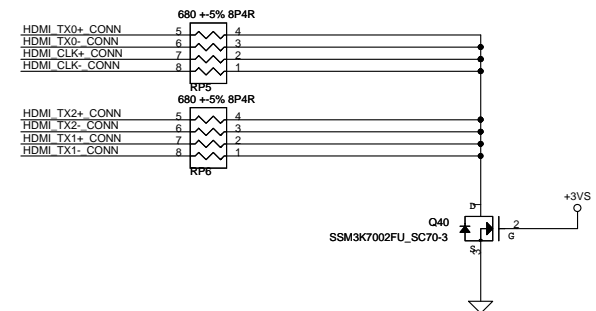 680 +-5% 8P4R
HDMI_TX0+_CONN 5 4
HDMI_TX0-_CONN 6 3
HDMI_CLK+_CONN 7 2
HDMI_CLK-_CONN 8 1
RP5
680 +-5% 8P4R
HDMI_TX2+_CONN 5 4
HDMI_TX2-_CONN 6 3
HDMI_TX1+_CONN 7 2
HDMI_TX1-_CONN 8 1
RP6
+3VS
D 1
Q40
2
SSM3K7002FU_SC70-3
G
S 3